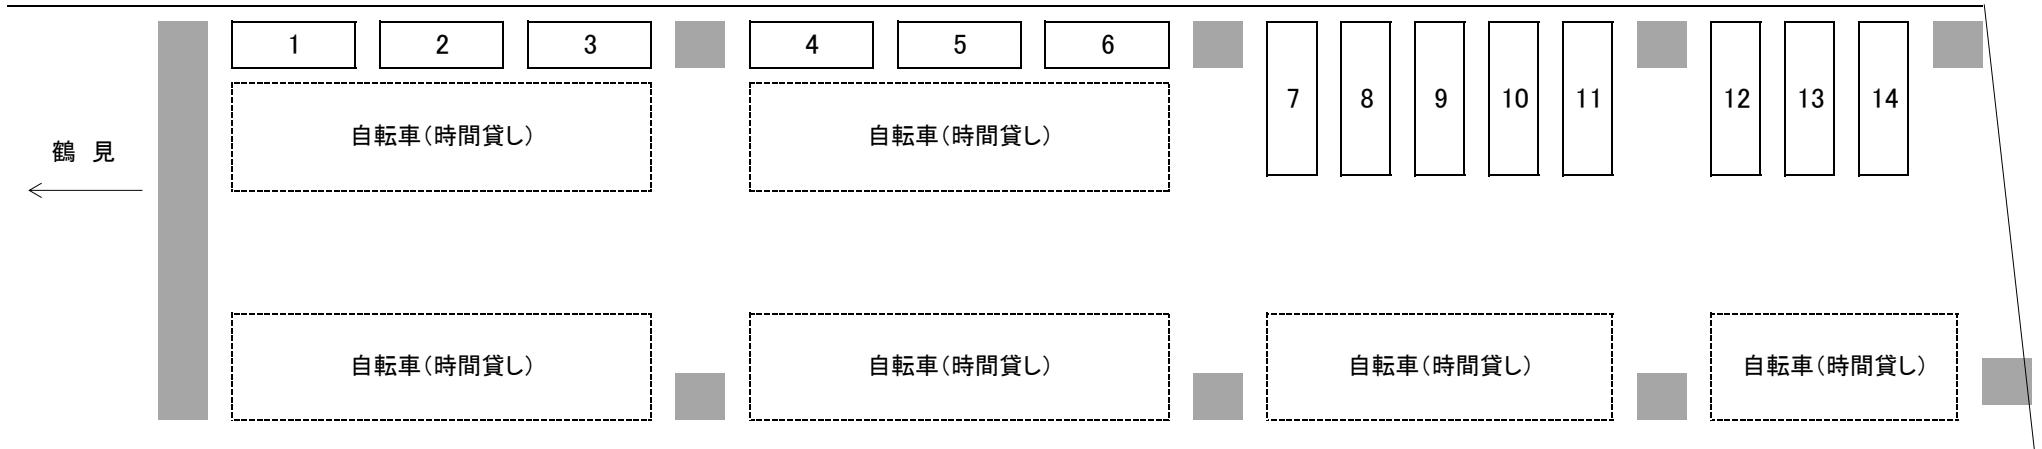 1 2 3 4 5 6
7 8 9 10 11 12 13 14
自転車（時間貸し） 自転車（時間貸し）
鶴 見
自転車（時間貸し） 自転車（時間貸し） 自転車（時間貸し） 自転車（時間貸し）